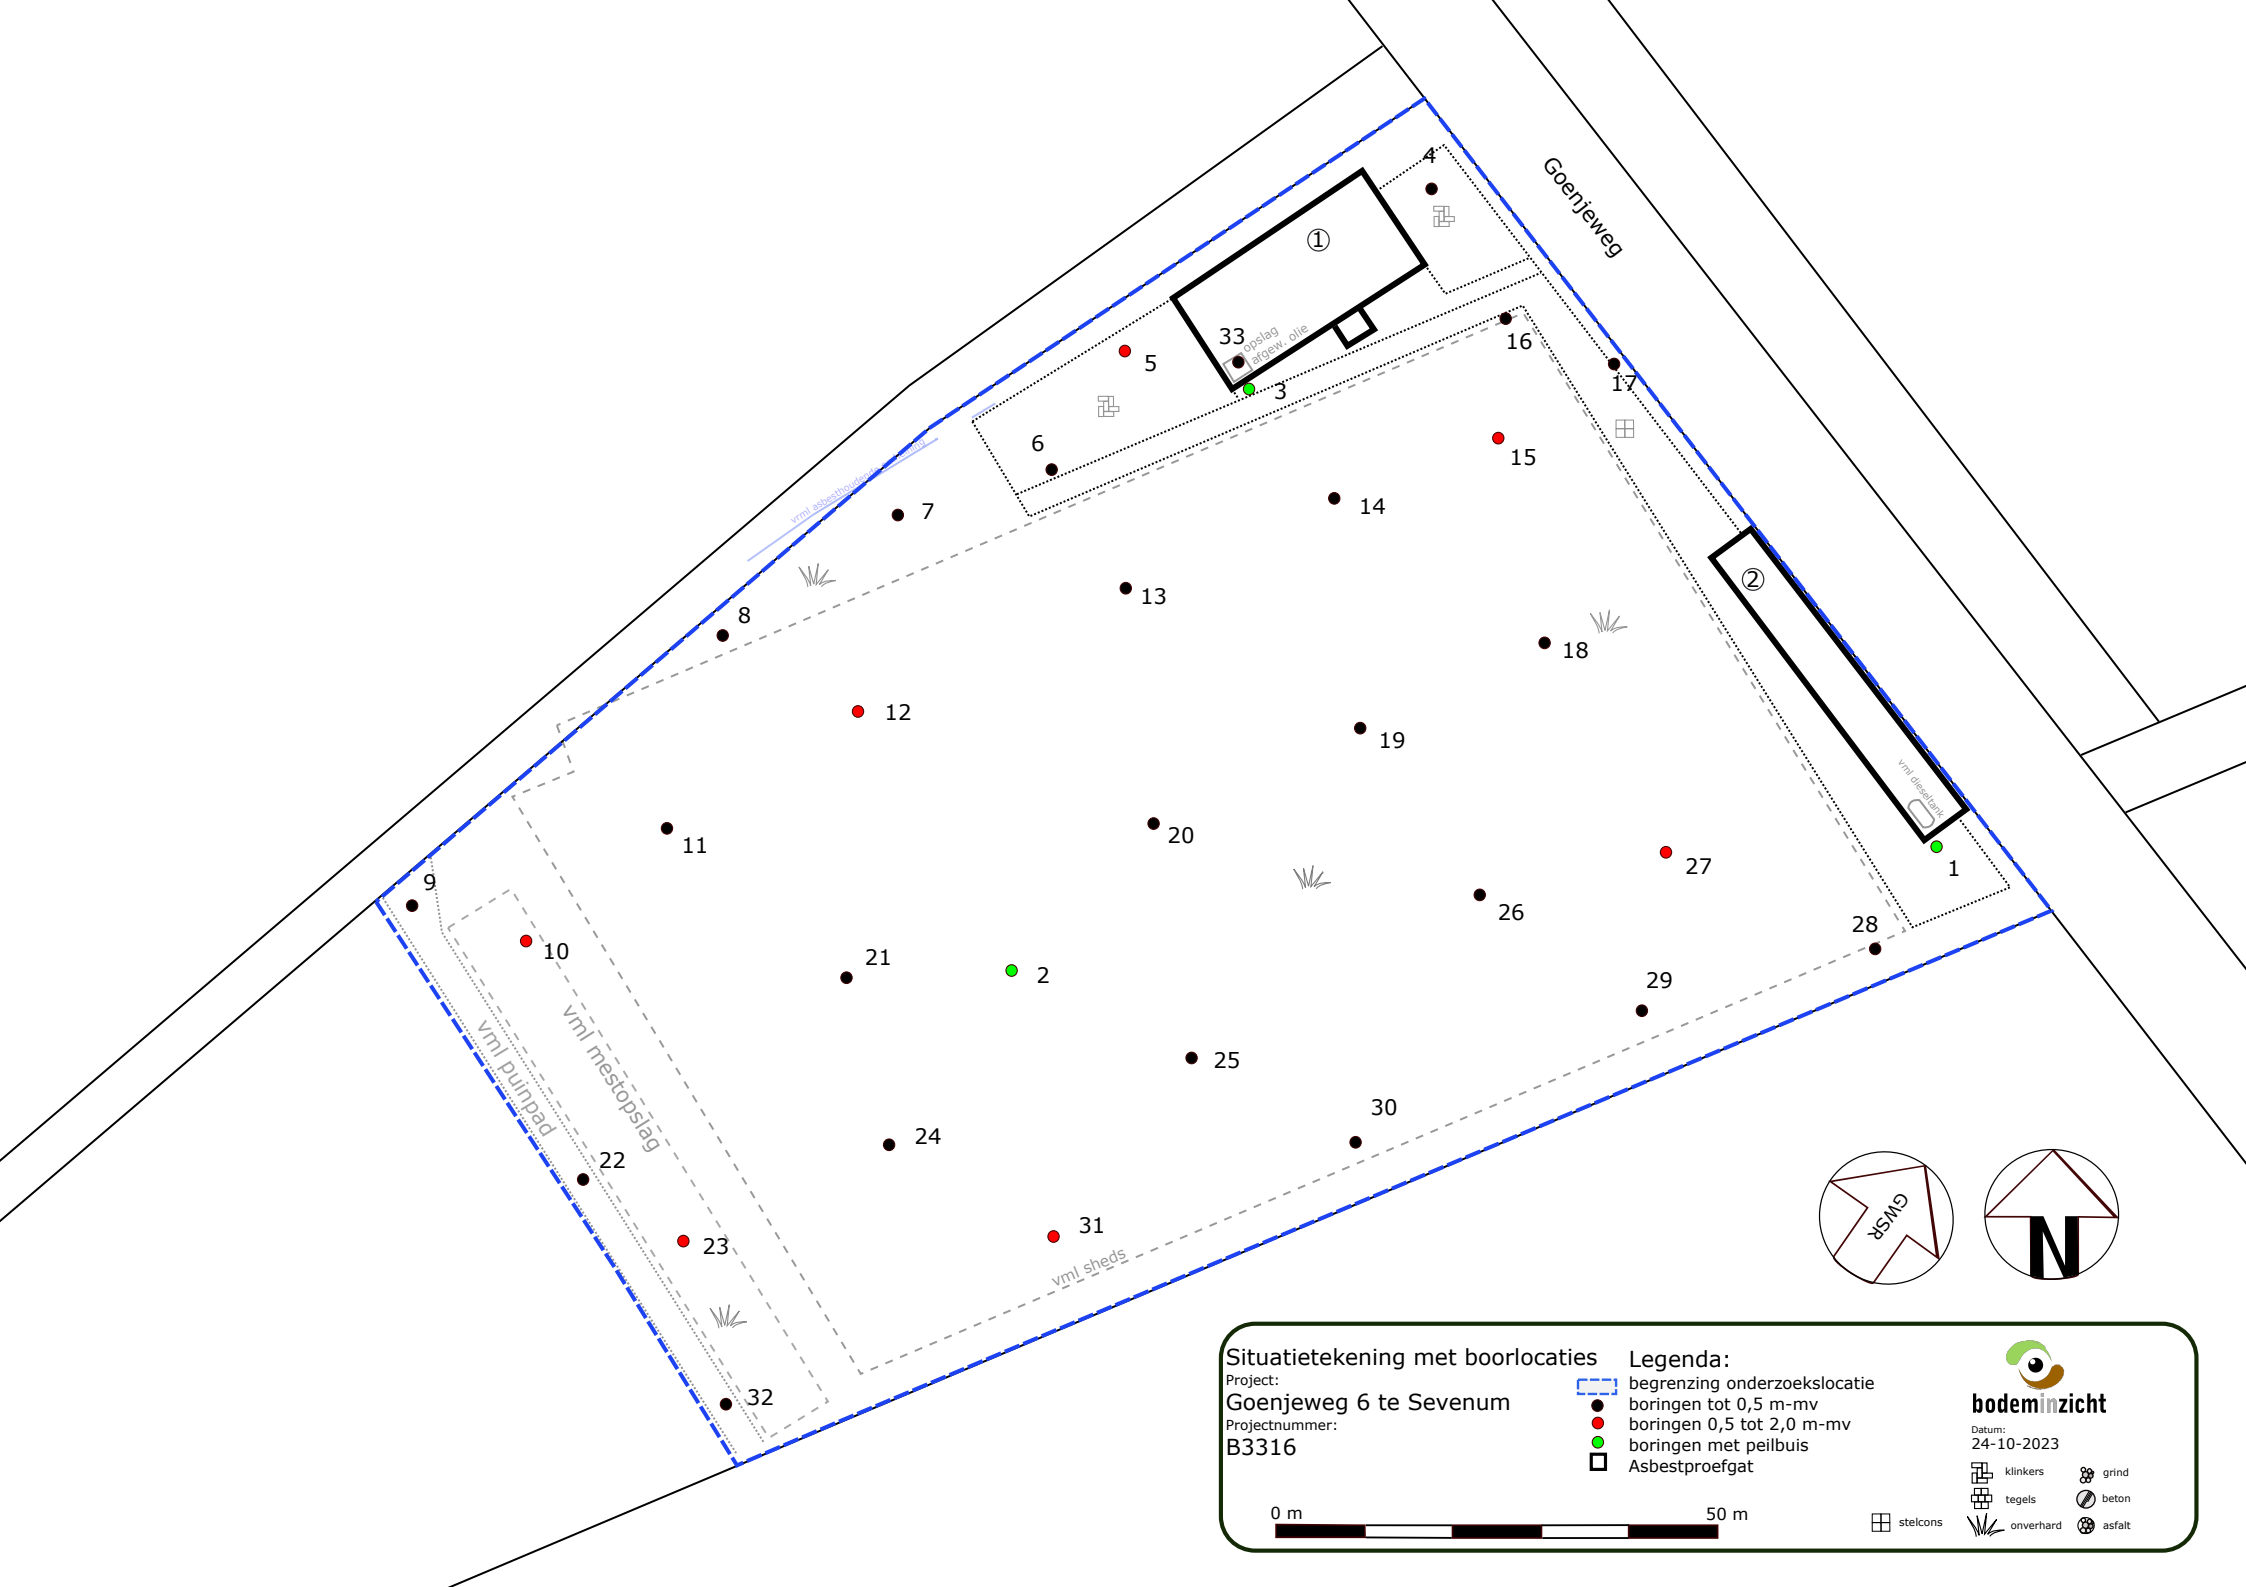 4
Goenjeweg
①
33
opslag
afgew. olie
16
5
17
3
6
15
vrml asbesthoudende
7
14
②
13
8
18
12
19
vml dieseltank
20
11
27
1
9
26
28
10
21
2
29
vml mestopslag
vml puinpad
25
30
24
22
31
23
vml sheds
GWSR
N
32
Situatietekening met boorlocaties
Project:
Goenjeweg 6 te Sevenum
Projectnummer:
B3316
0 m
50 m
Legenda:
begrenzing onderzoekslocatie
boringen tot 0,5 m-mv
boringen 0,5 tot 2,0 m-mv
boringen met peilbuis
Asbestproefgat
bodeminzicht
Datum:
24-10-2023
klinkers
grind
tegels
beton
stelcons
onverhard
asfalt